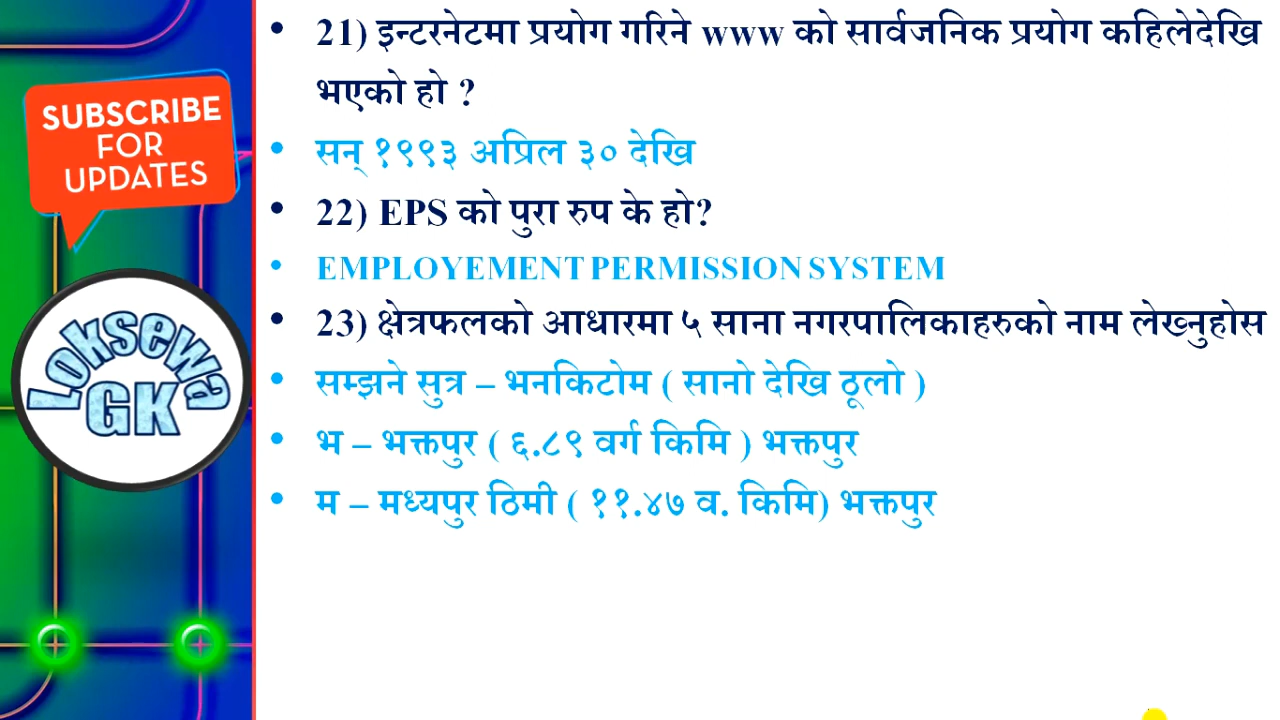 SUBSCRIBE
FOR
UPDATES
Loksewa
GK
21) इन्टरनेटमा प्रयोग गरिने www को सार्वजनिक प्रयोग कहिलेदेखि
भएको हो ?
सन् १९९३ अप्रिल ३० देखि
22) EPS को पुरा रुप के हो?
EMPLOYEMENT PERMISSION SYSTEM
23) क्षेत्रफलको आधारमा ५ साना नगरपालिकाहरुको नाम लेख्नुहोस
सम्झने सुत्र – भनकिटोम ( सानो देखि ठूलो )
भ – भक्तपुर ( ६.८९ वर्ग किमि ) भक्तपुर
म – मध्यपुर ठिमी ( ११.४७ व. किमि) भक्तपुर